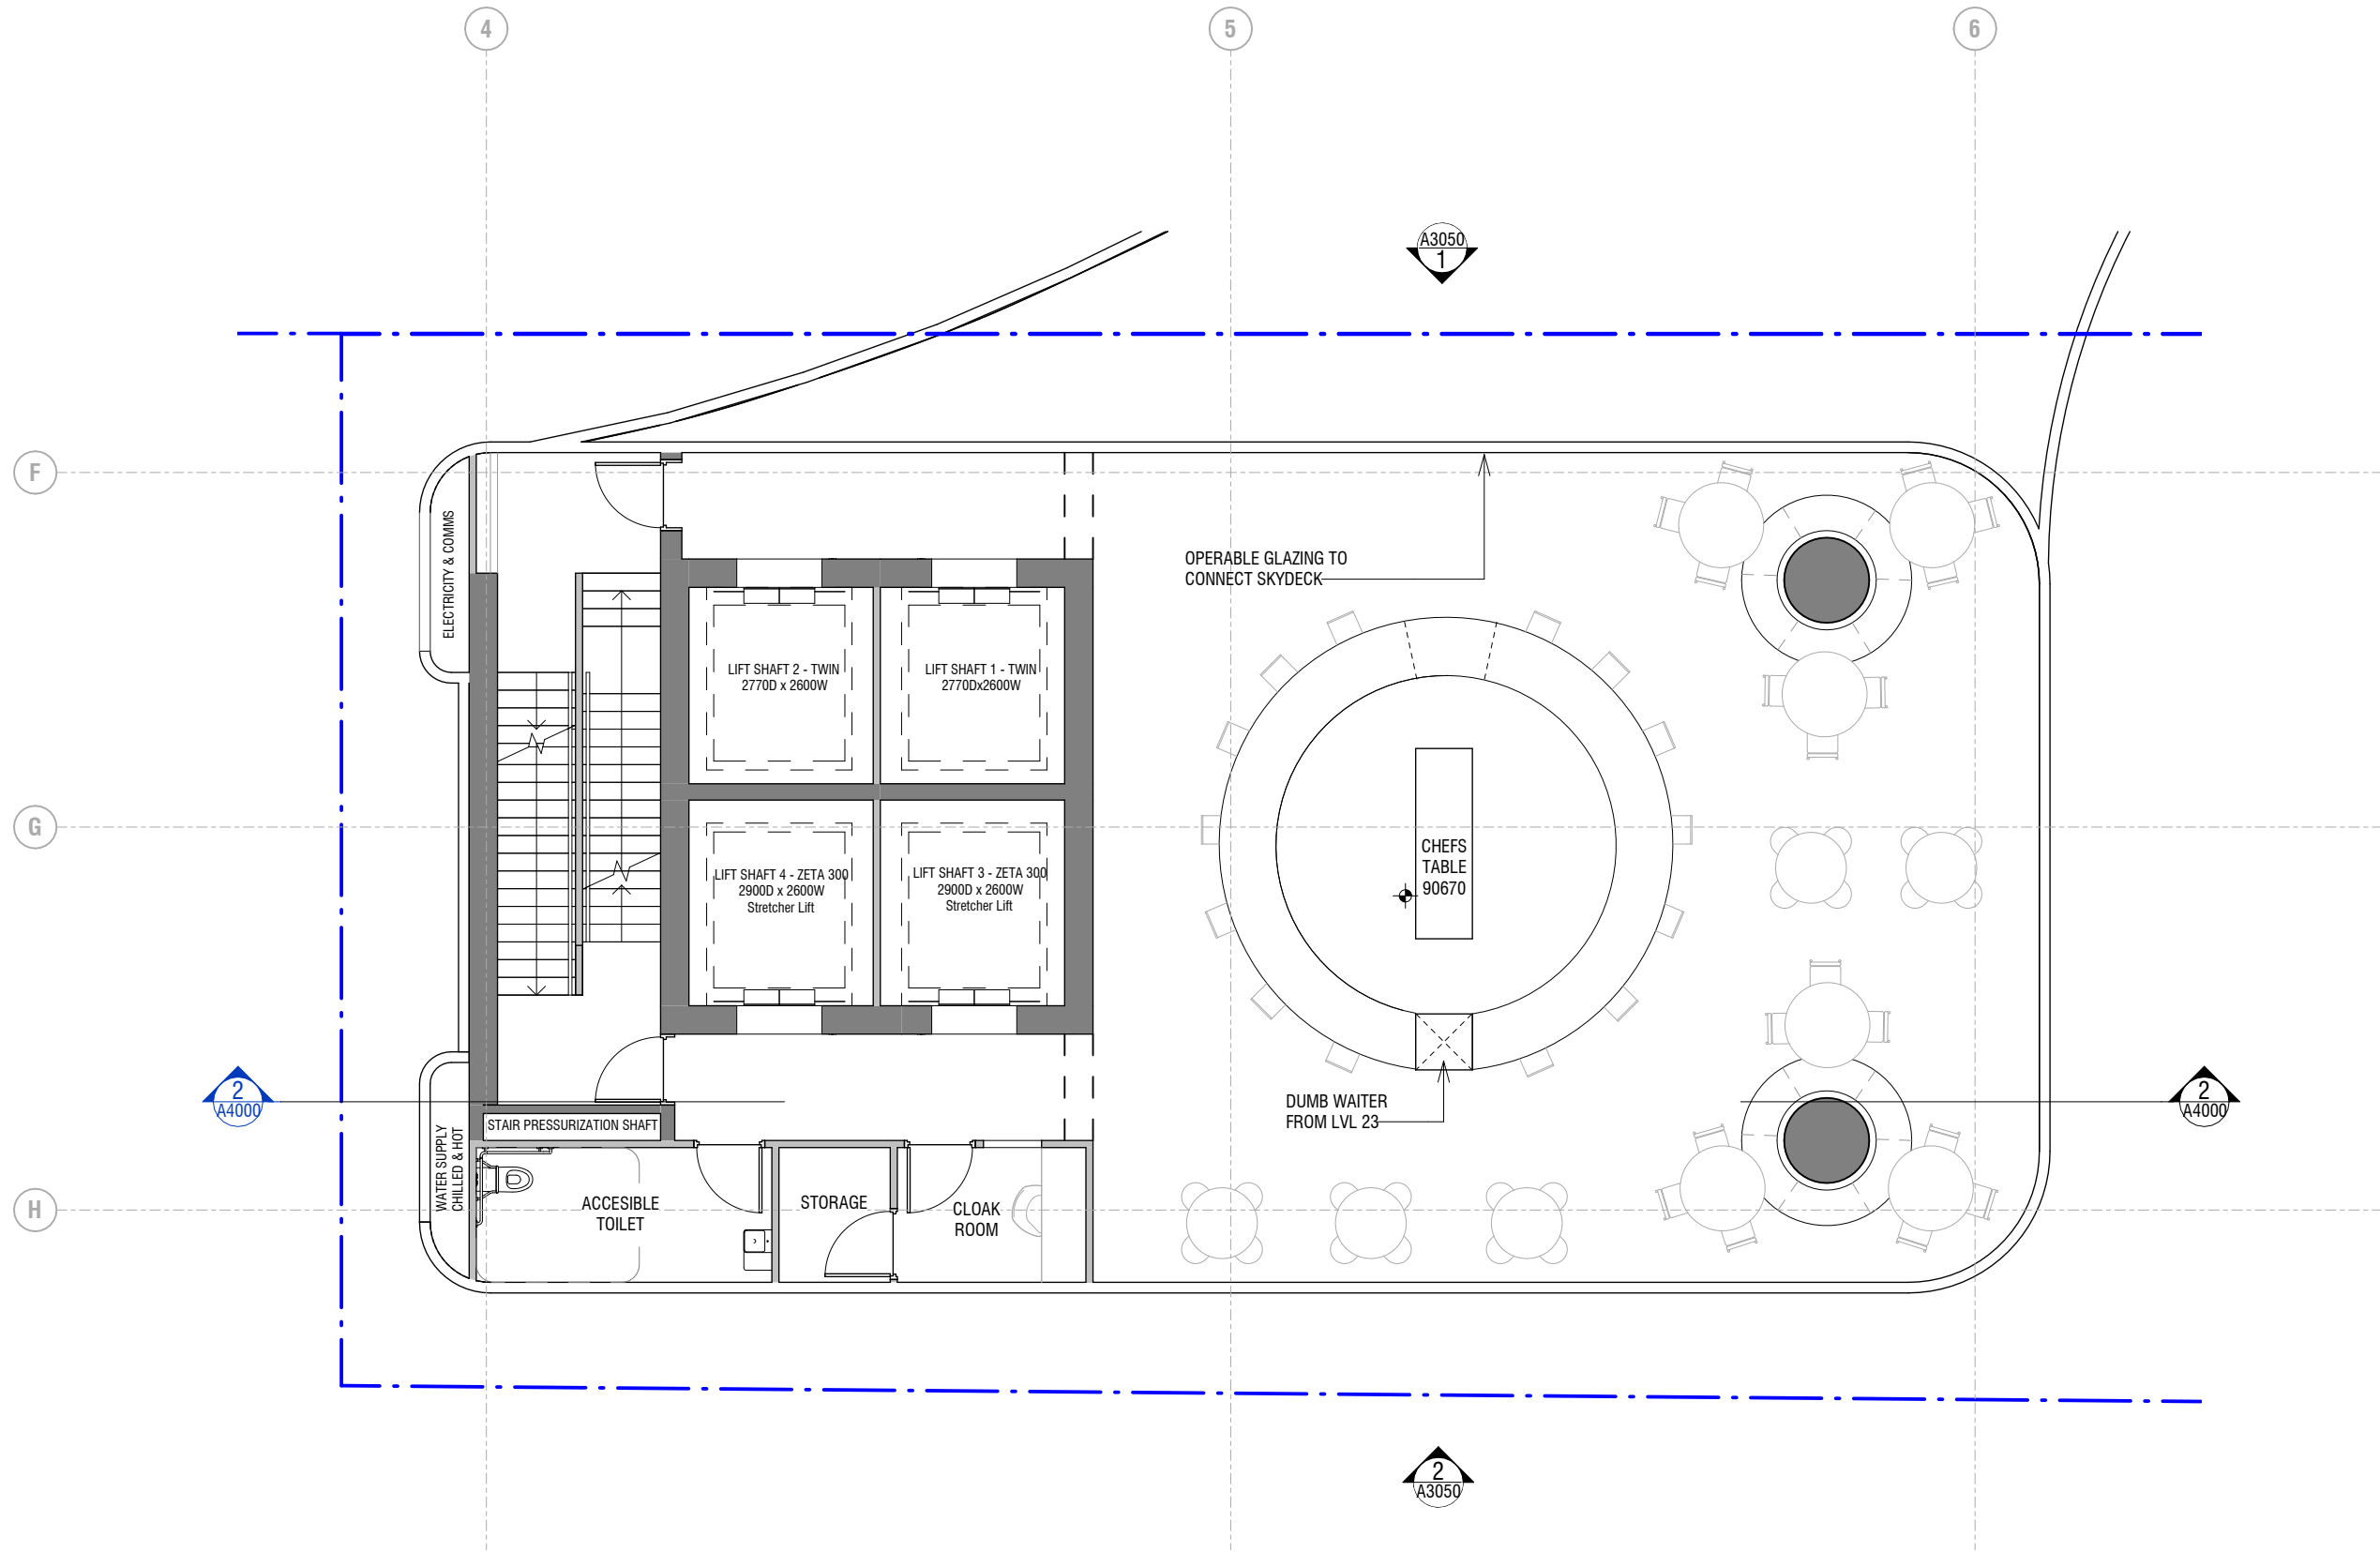 4
5
6
A3050
1
F
OPERABLE GLAZING TO
CONNECT SKYDECK
ELECTRICITY & COMMS
LIFT SHAFT 2 - TWIN
2770D x 2600W
LIFT SHAFT 1 - TWIN
2770Dx2600W
G
CHEFS
TABLE
90670
LIFT SHAFT 4 - ZETA 300
2900D x 2600W
Stretcher Lift
LIFT SHAFT 3 - ZETA 300
2900D x 2600W
Stretcher Lift
2
A4000
DUMB WAITER
FROM LVL 23
2
A4000
STAIR PRESSURIZATION SHAFT
WATER SUPPLY
CHILLED & HOT
H
ACCESIBLE
TOILET
STORAGE
CLOAK
ROOM
2
A3050